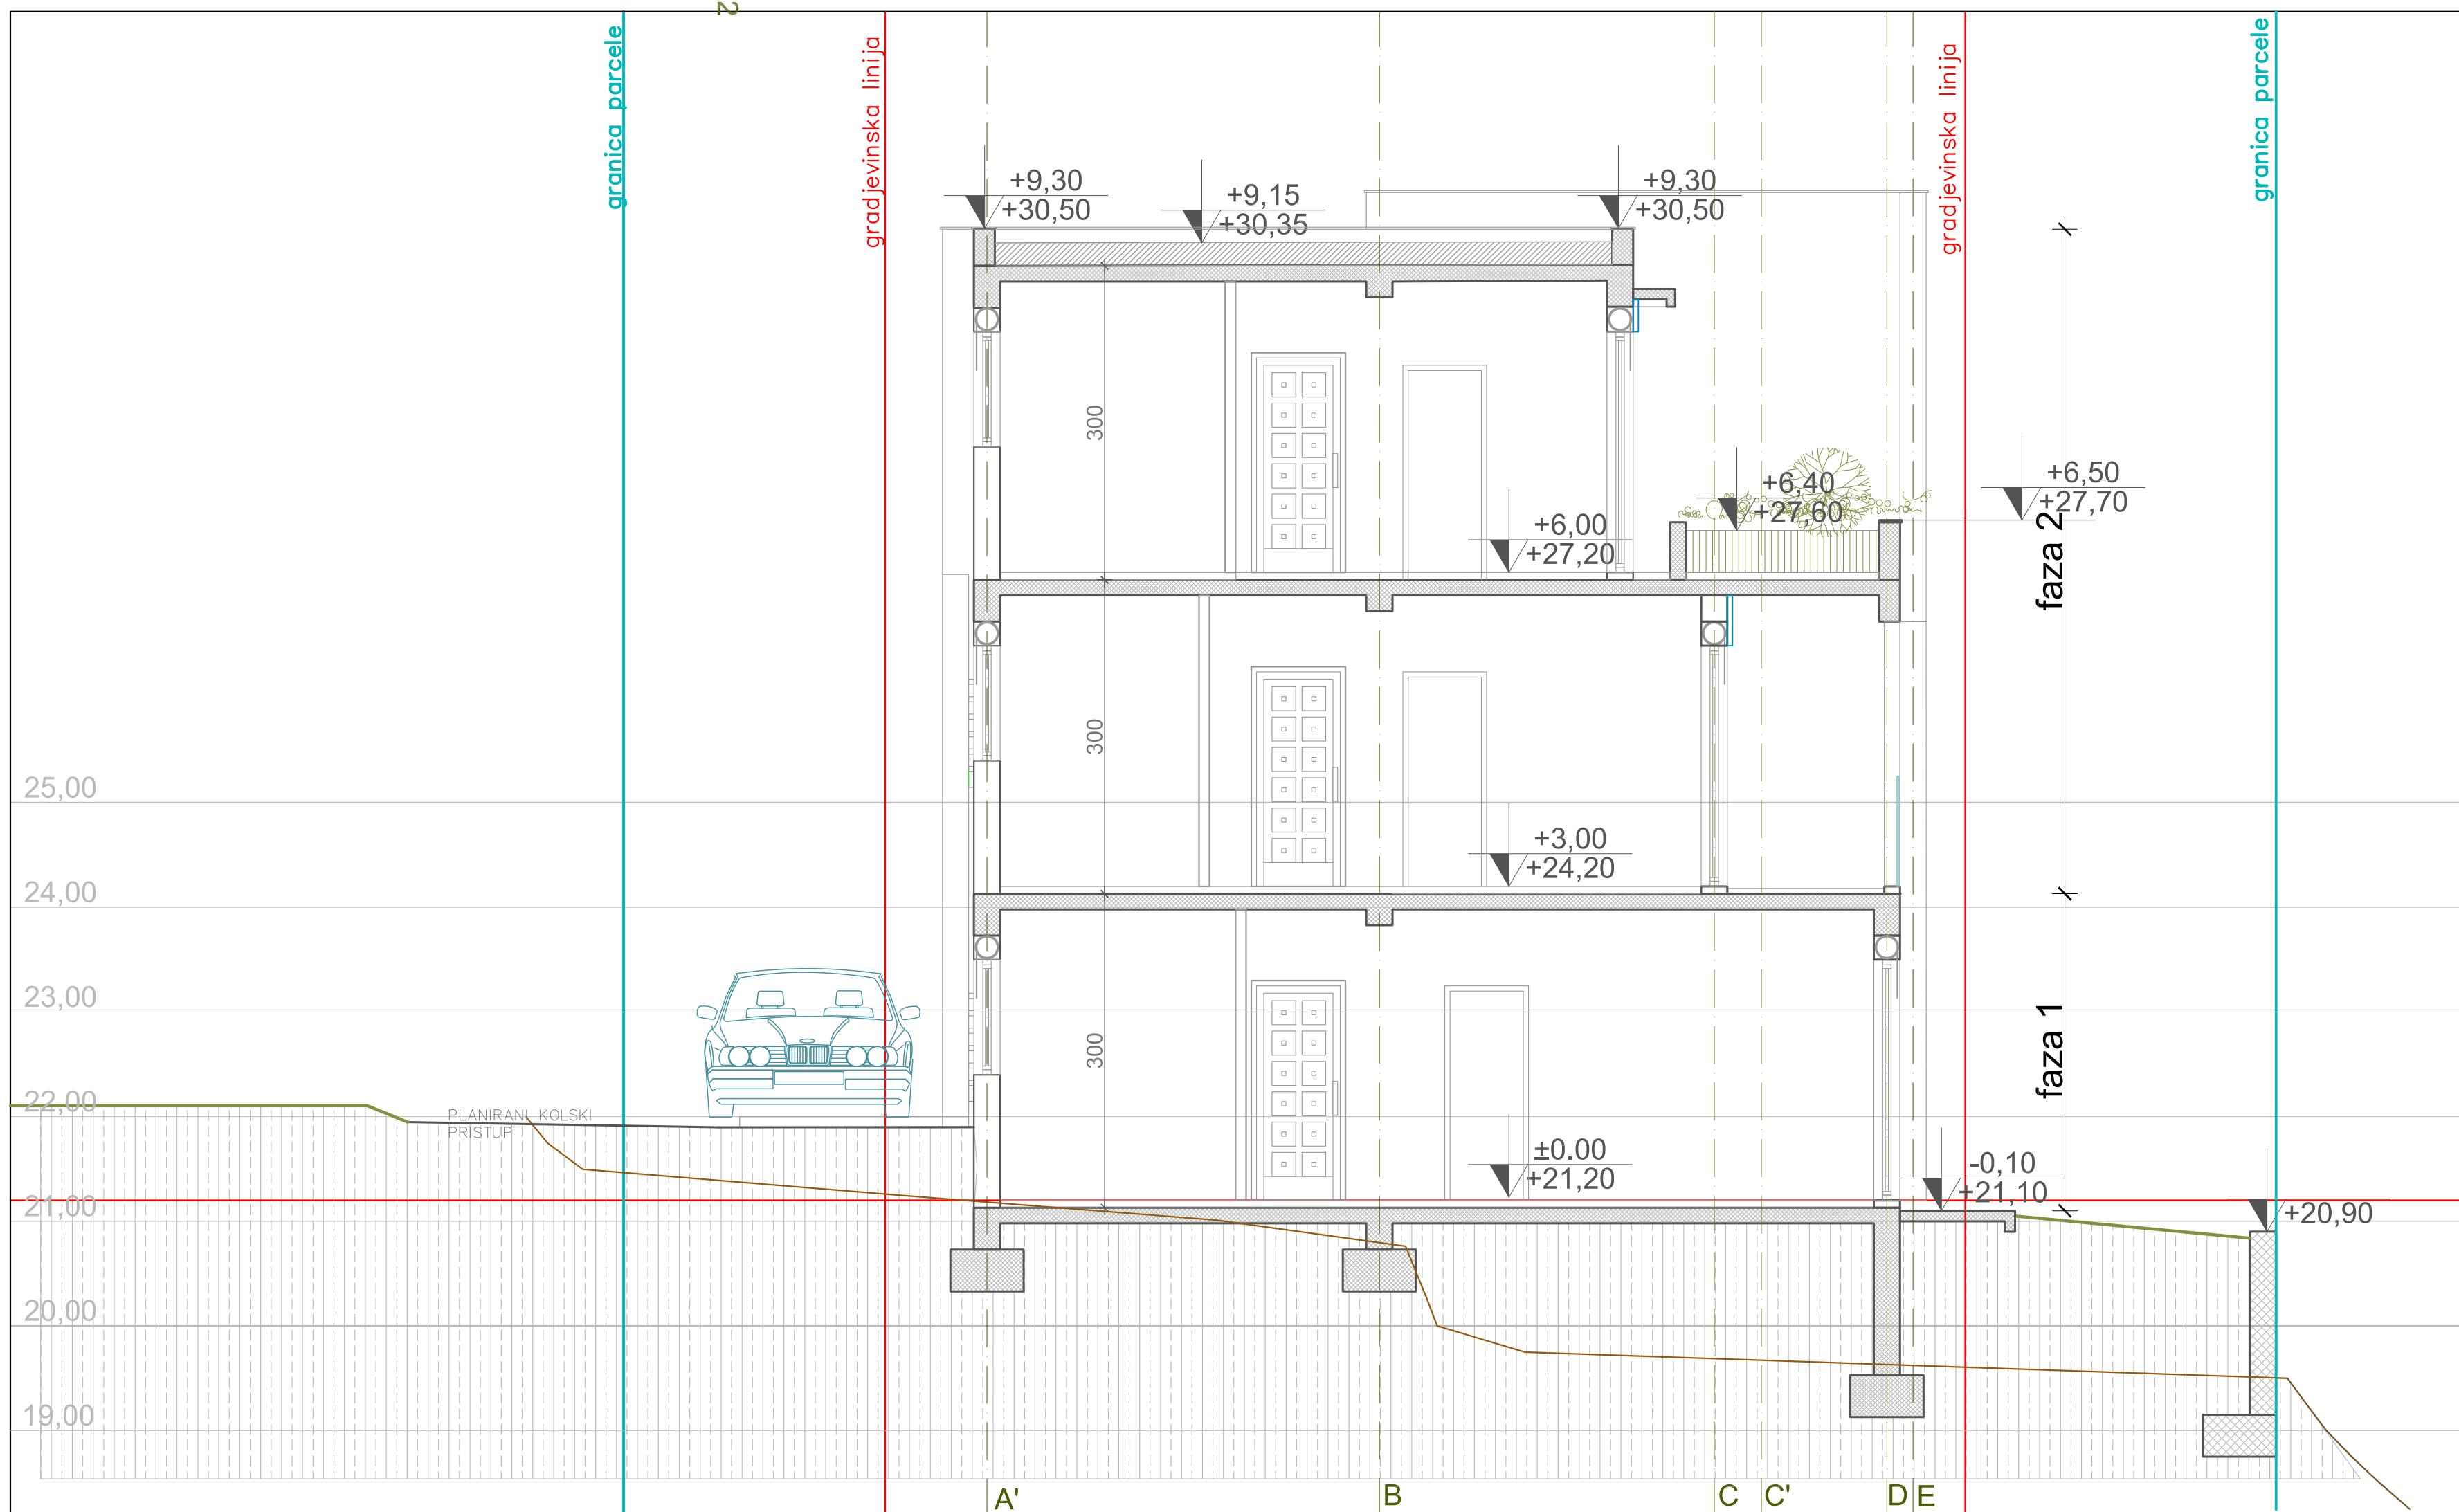 2
granica parcele
gradjevinska linija
gradjevinska linija
granica parcele
+9,30
+30,50
+9,15
+30,35
+9,30
+30,50
300
+6,40
+27,60
+6,50
+27,70
+6,00
+27,20
faza 2
300
25,00
+3,00
+24,20
24,00
23,00
300
faza 1
22,00
PLANIRANI KOLSKI
PRISTUP
±0.00
+21,20
-0,10
+21,10
+20,90
21,00
20,00
19,00
A'
B
C
C'
D
E